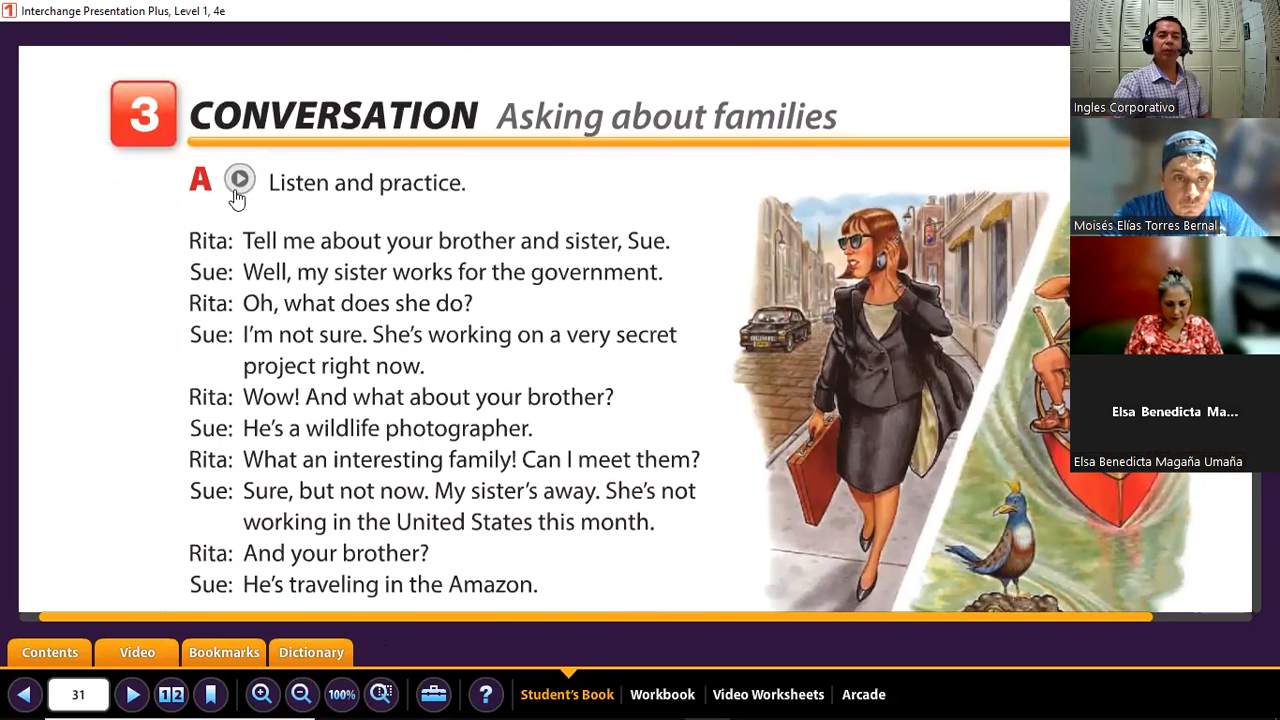 Interchange Presentation Plus, Level 1, 4e
3 CONVERSATION Asking about families
A Listen and practice.
Rita: Tell me about your brother and sister, Sue.
Sue: Well, my sister works for the government.
Rita: Oh, what does she do?
Sue: I'm not sure. She's working on a very secret
project right now.
Rita: Wow! And what about your brother?
Sue: He's a wildlife photographer.
Rita: What an interesting family! Can I meet them?
Sue: Sure, but not now. My sister's away. She's not
working in the United States this month.
Rita: And your brother?
Sue: He's traveling in the Amazon.
Ingles Corporativo
Moisés Elías Torres Bernal
Elsa Benedicta Ma...
Elsa Benedicta Magaña Umaña
Contents Video Bookmarks Dictionary
31 1 2 100% ? Student's Book Workbook Video Worksheets Arcade